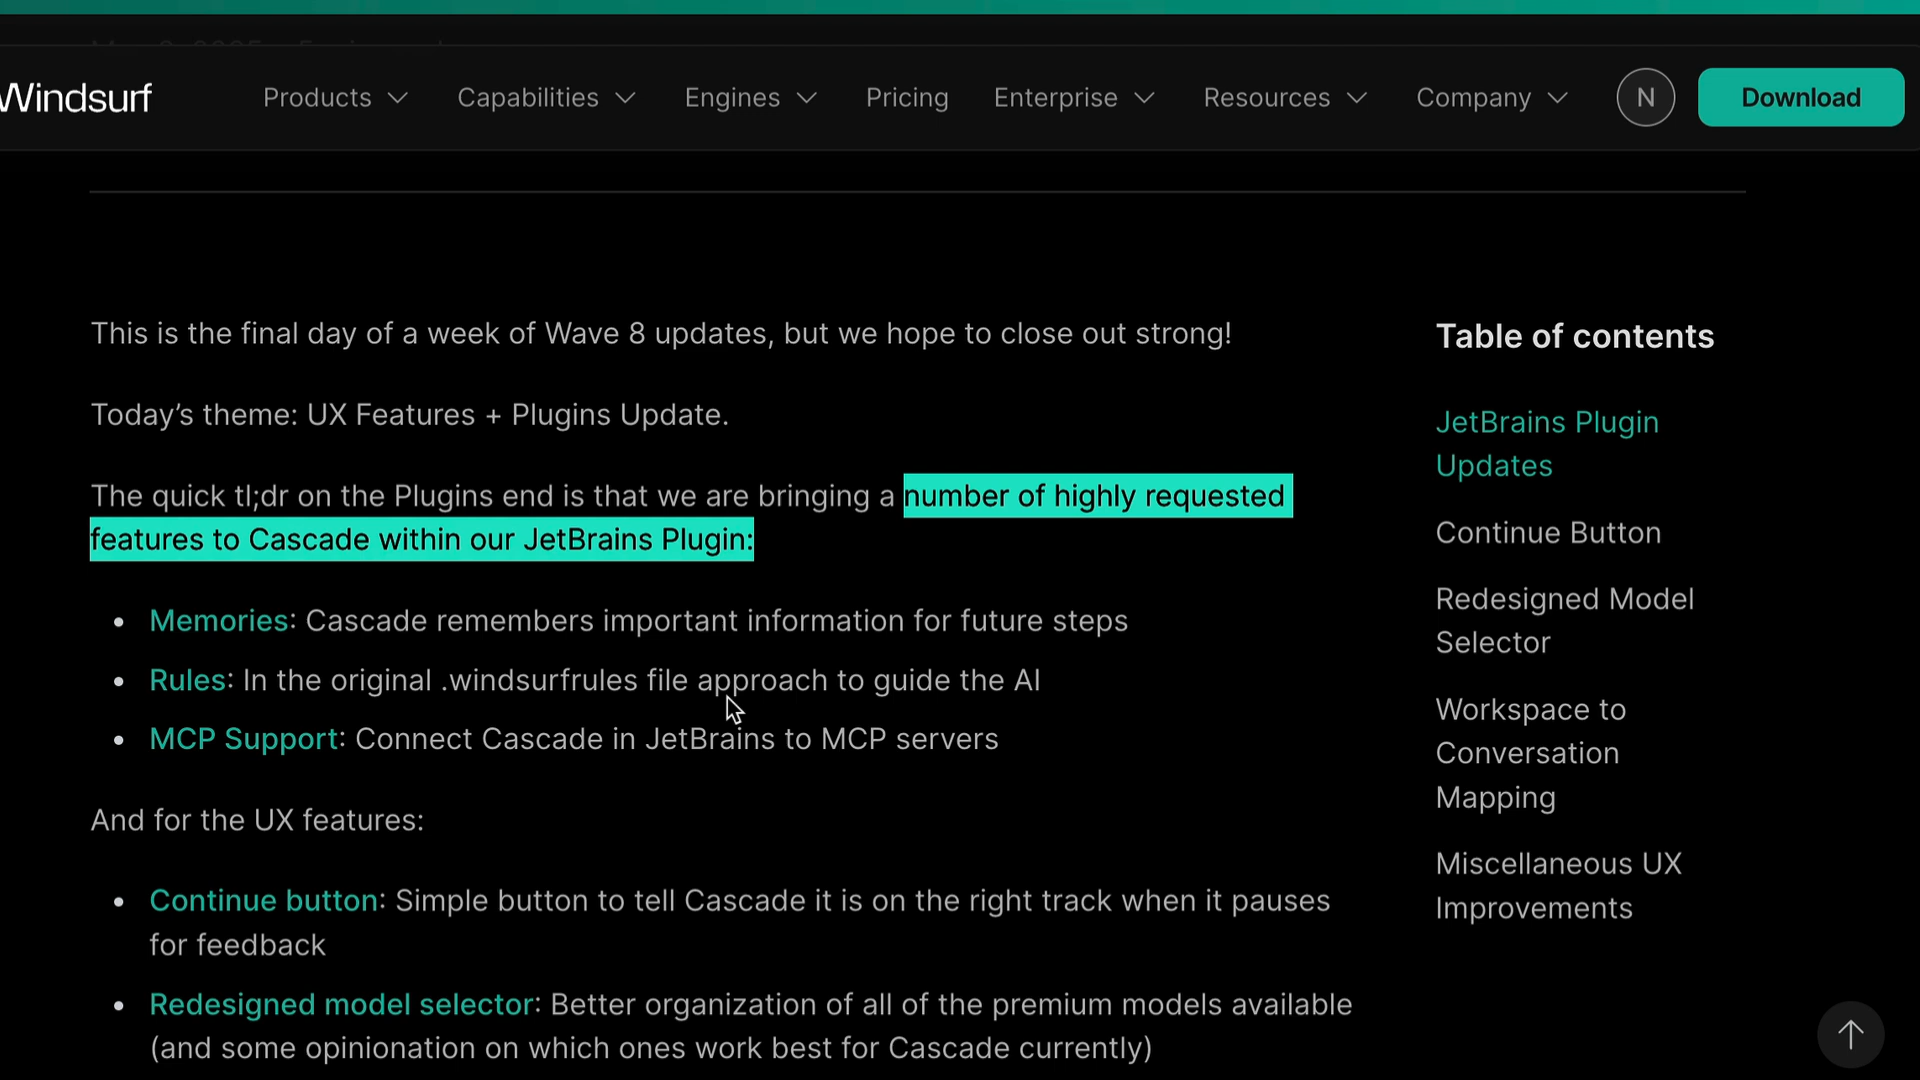 Windsurf
Products
Capabilities
Engines
Pricing
Enterprise
Resources
Company
N
Download
This is the final day of a week of Wave 8 updates, but we hope to close out strong!
Today’s theme: UX Features + Plugins Update.
The quick tl;dr on the Plugins end is that we are bringing a number of highly requested
features to Cascade within our JetBrains Plugin:
Memories: Cascade remembers important information for future steps
Rules: In the original .windsurfrules file approach to guide the AI
MCP Support: Connect Cascade in JetBrains to MCP servers
And for the UX features:
Continue button: Simple button to tell Cascade it is on the right track when it pauses
for feedback
Redesigned model selector: Better organization of all of the premium models available
(and some opinionation on which ones work best for Cascade currently)
Table of contents
JetBrains Plugin
Updates
Continue Button
Redesigned Model
Selector
Workspace to
Conversation
Mapping
Miscellaneous UX
Improvements